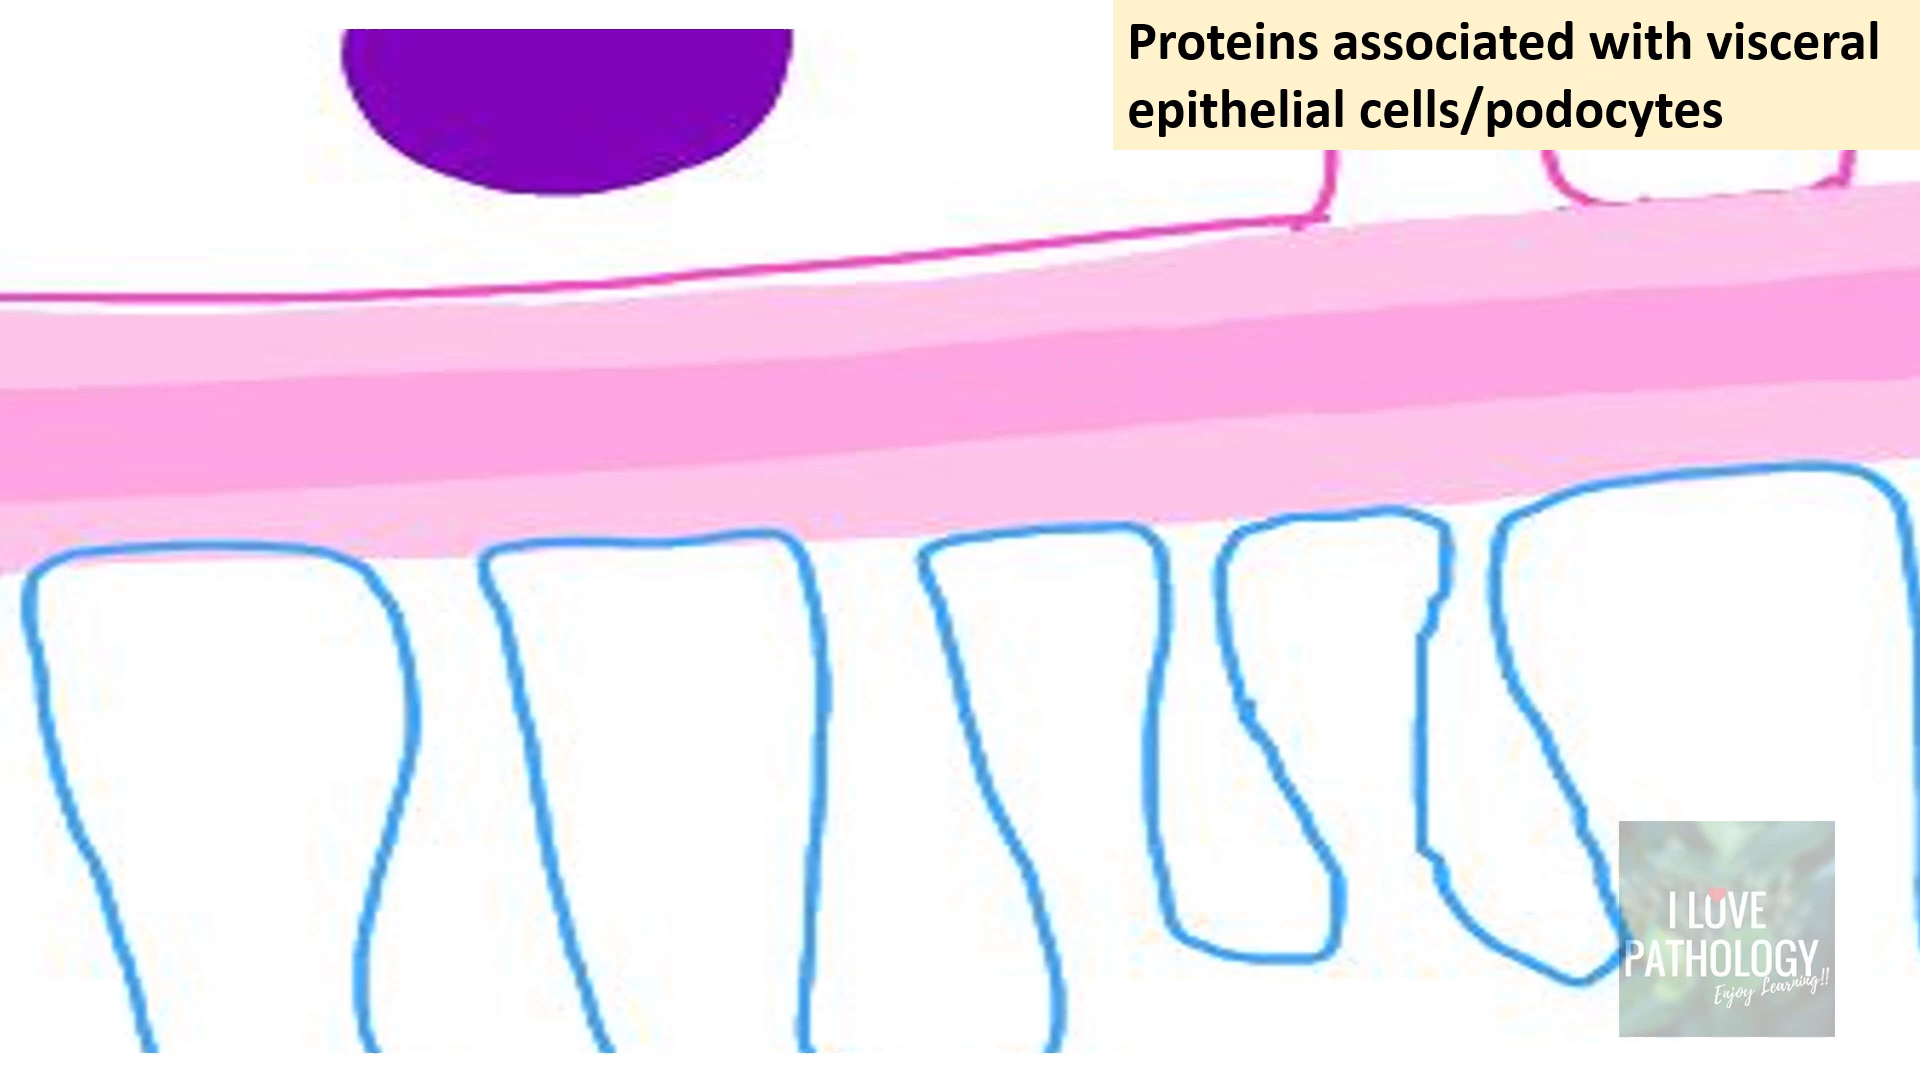 Proteins associated with visceral
epithelial cells/podocytes
I LOVE
PATHOLOGY
Enjoy Learning!!